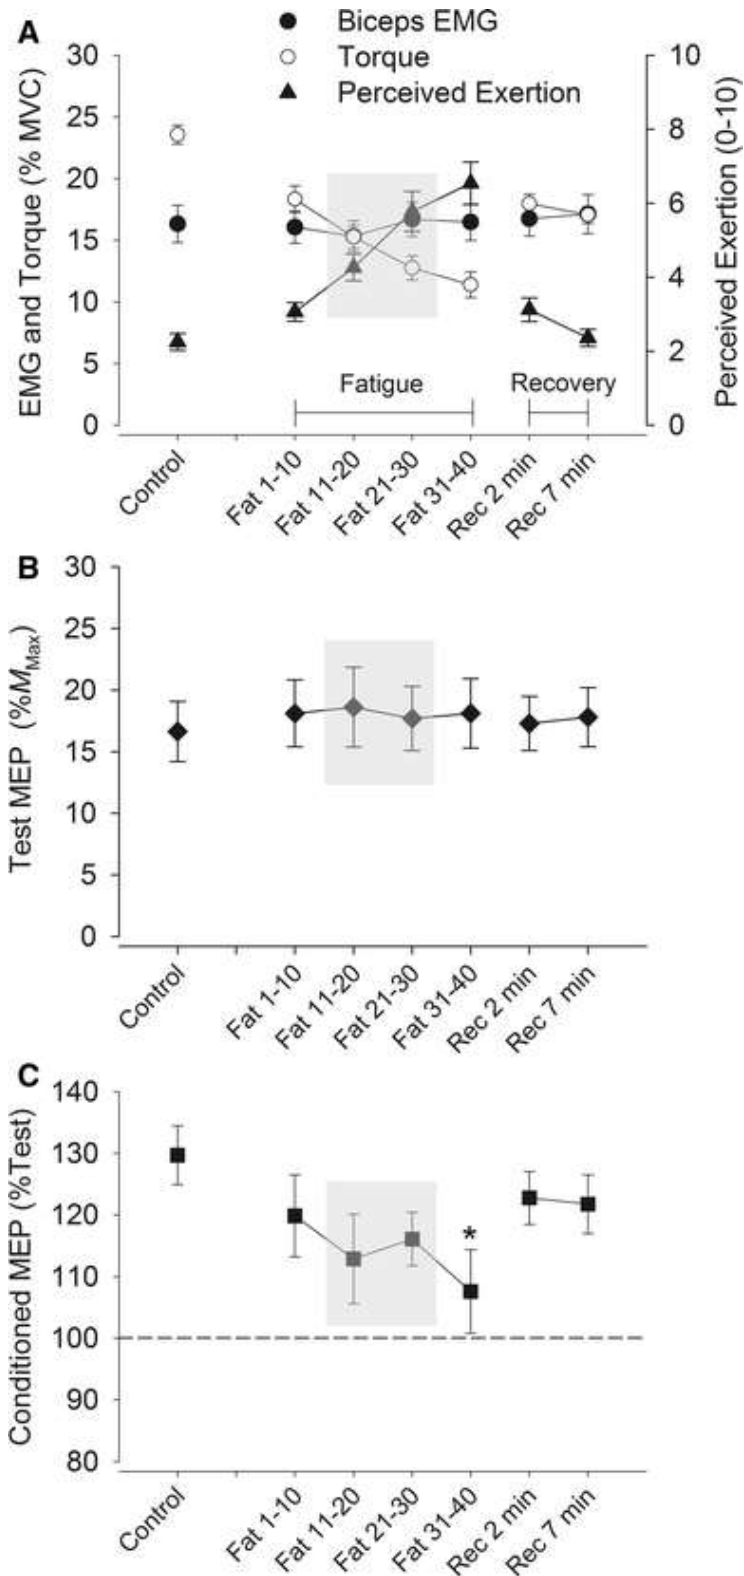 A
Biceps EMG
Torque
Perceived Exertion
EMG and Torque (% MVC)
30
25
20
15
10
5
0
Perceived Exertion (0-10)
10
8
6
4
2
0
Fatigue
Recovery
Control
Fat 1-10
Fat 11-20
Fat 21-30
Fat 31-40
Rec 2 min
Rec 7 min
B
Test MEP (%MMax)
30
25
20
15
10
5
0
Control
Fat 1-10
Fat 11-20
Fat 21-30
Fat 31-40
Rec 2 min
Rec 7 min
C
Conditioned MEP (%Test)
140
130
120
110
100
90
80
*
Control
Fat 1-10
Fat 11-20
Fat 21-30
Fat 31-40
Rec 2 min
Rec 7 min